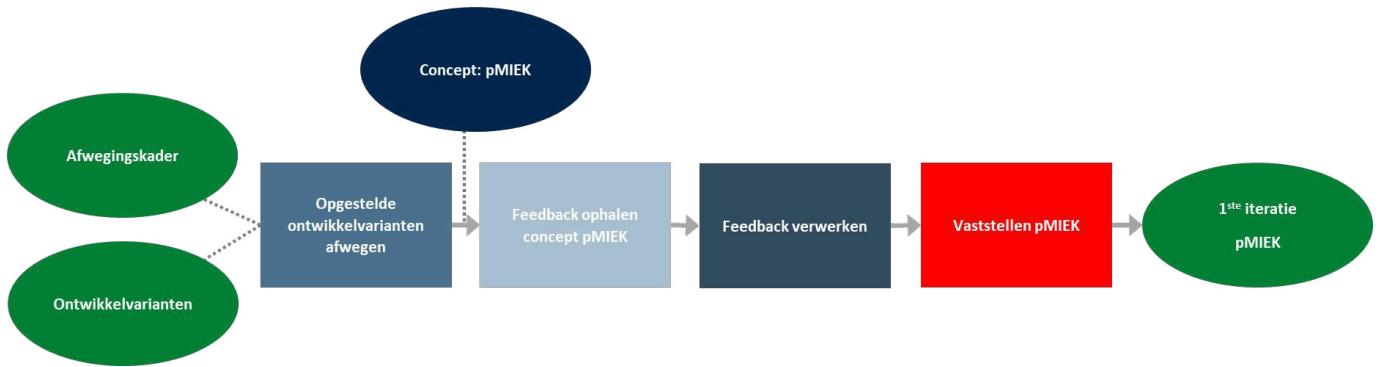 Concept: pMIEK
Afwegingskader
Ontwikkelvarianten
Opgestelde
ontwikkelvarianten
afwegen
Feedback ophalen
concept pMIEK
Feedback verwerken
Vaststellen pMIEK
1ste iteratie
pMIEK